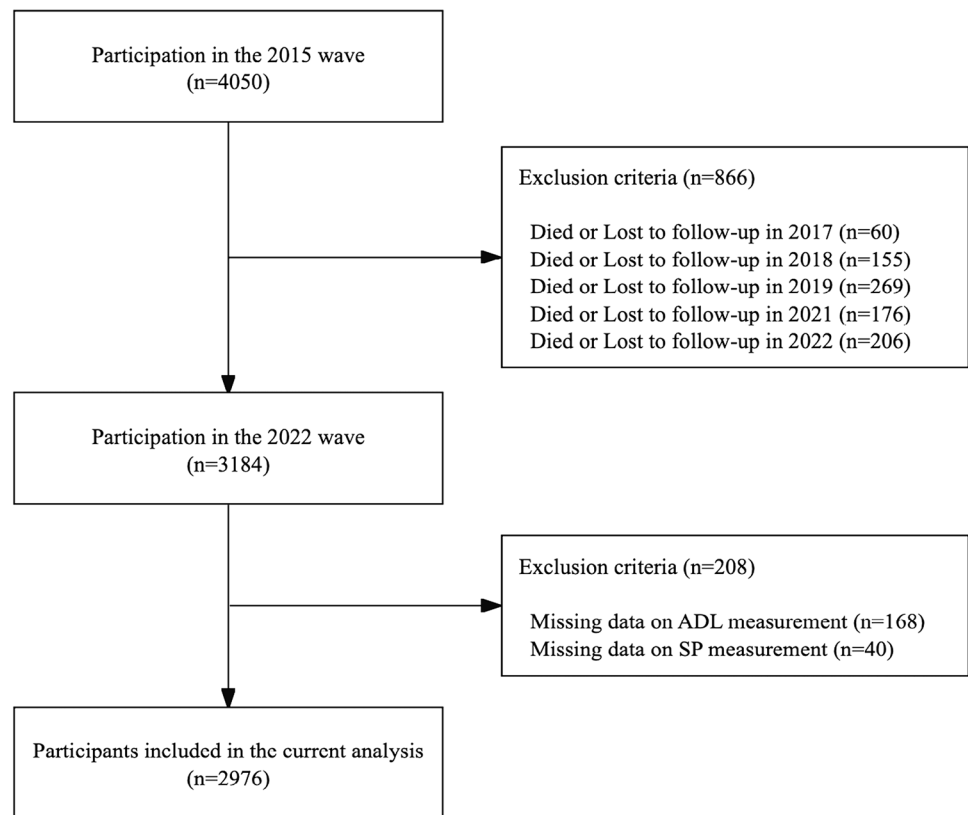 Participation in the 2015 wave
(n=4050)
Exclusion criteria (n=866)
Died or Lost to follow-up in 2017 (n=60)
Died or Lost to follow-up in 2018 (n=155)
Died or Lost to follow-up in 2019 (n=269)
Died or Lost to follow-up in 2021 (n=176)
Died or Lost to follow-up in 2022 (n=206)
Participation in the 2022 wave
(n=3184)
Exclusion criteria (n=208)
Missing data on ADL measurement (n=168)
Missing data on SP measurement (n=40)
Participants included in the current analysis
(n=2976)